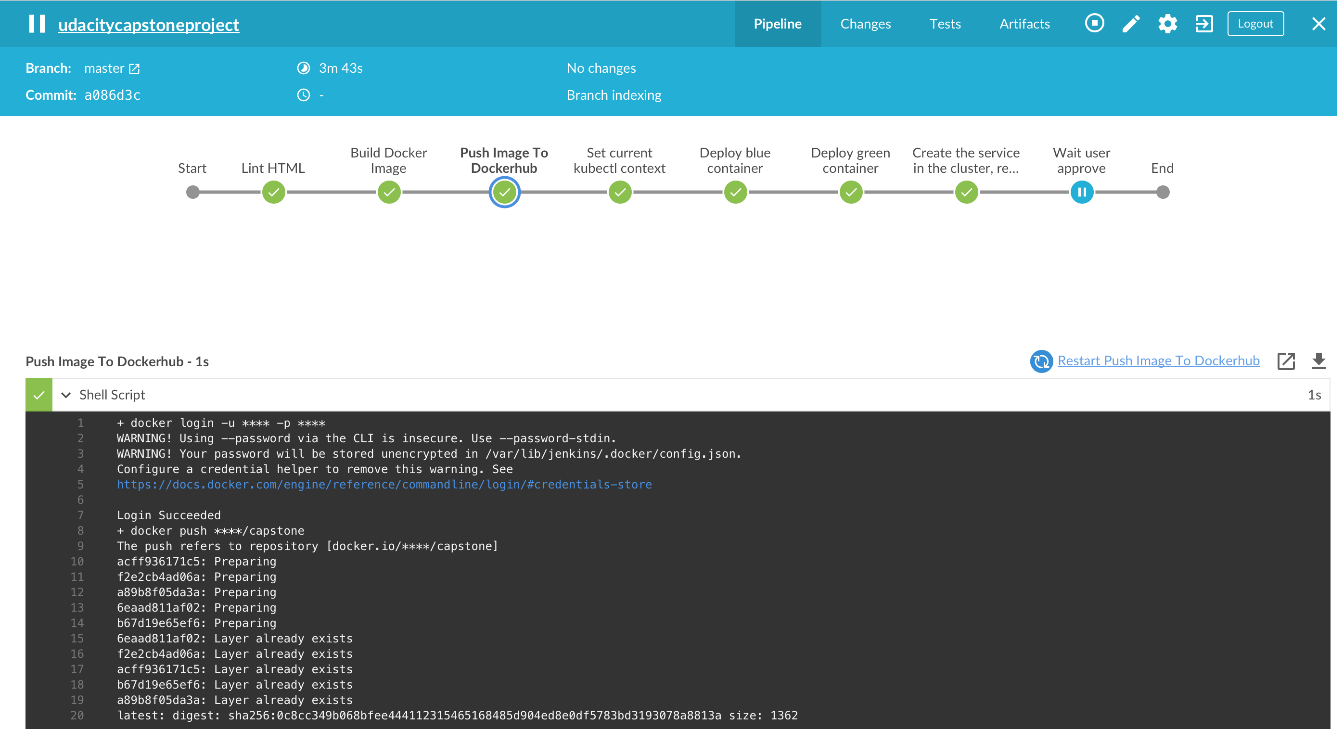 udacitycapstoneproject
Pipeline Changes Tests Artifacts Logout
Branch: master 3m 43s No changes
Commit: a086d3c - Branch indexing
Start
Lint HTML
Build Docker
Image
Push Image To
Dockerhub
Set current
kubectl context
Deploy blue
container
Deploy green
container
Create the service
in the cluster, re...
Wait user
approve
End
Push Image To Dockerhub - 1s Restart Push Image To Dockerhub
Shell Script 1s
1 + docker login -u **** -p ****
2 WARNING! Using --password via the CLI is insecure. Use --password-stdin.
3 WARNING! Your password will be stored unencrypted in /var/lib/jenkins/.docker/config.json.
4 Configure a credential helper to remove this warning. See
5 https://docs.docker.com/engine/reference/commandline/login/#credentials-store
6
7 Login Succeeded
8 + docker push ****/capstone
9 The push refers to repository [docker.io/****/capstone]
10 acff936171c5: Preparing
11 f2e2cb4ad06a: Preparing
12 a89b8f05da3a: Preparing
13 6eaad811af02: Preparing
14 b67d19e65ef6: Preparing
15 6eaad811af02: Layer already exists
16 f2e2cb4ad06a: Layer already exists
17 acff936171c5: Layer already exists
18 b67d19e65ef6: Layer already exists
19 a89b8f05da3a: Layer already exists
20 latest: digest: sha256:0c8cc349b068bfee444112315465168485d904ed8e0df5783bd3193078a8813a size: 1362